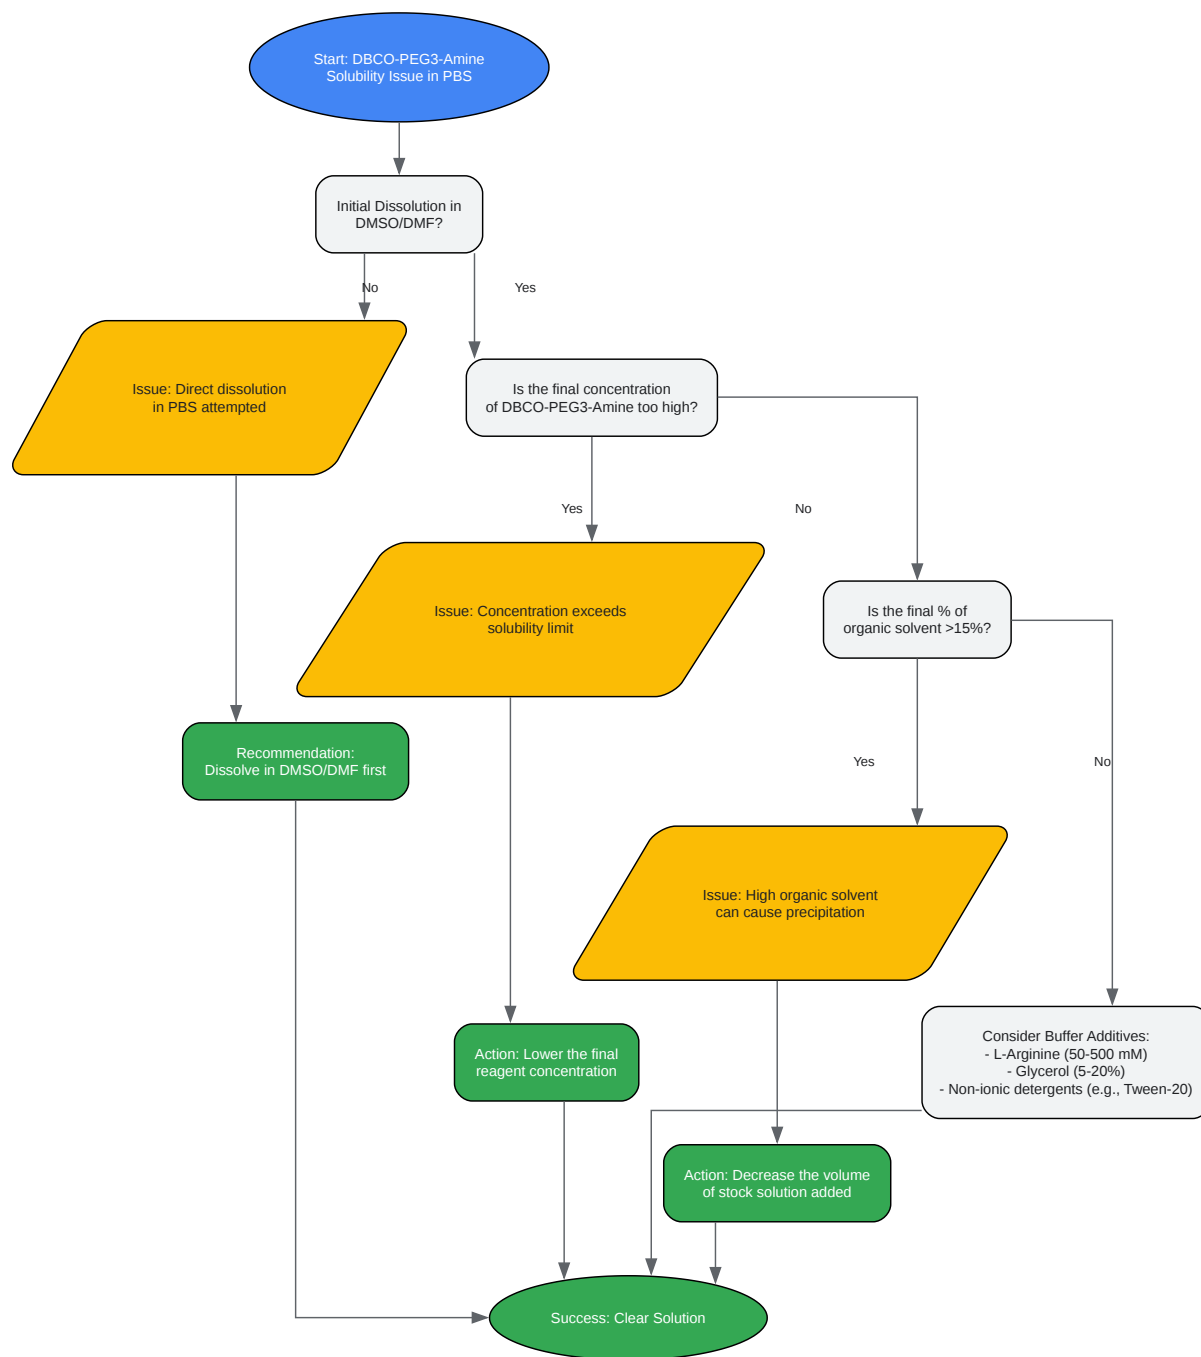 Start: DBCO-PEG3-Amine
Solubility Issue in PBS
Initial Dissolution in
DMSO/DMF?
No
Yes
Issue: Direct dissolution
in PBS attempted
Is the final concentration
of DBCO-PEG3-Amine too high?
Yes
No
Issue: Concentration exceeds
solubility limit
Is the final % of
organic solvent >15%?
Recommendation:
Dissolve in DMSO/DMF first
Yes
No
Issue: High organic solvent
can cause precipitation
Action: Lower the final
reagent concentration
Consider Buffer Additives:
- L-Arginine (50-500 mM)
- Glycerol (5-20%)
- Non-ionic detergents (e.g., Tween-20)
Action: Decrease the volume
of stock solution added
Success: Clear Solution